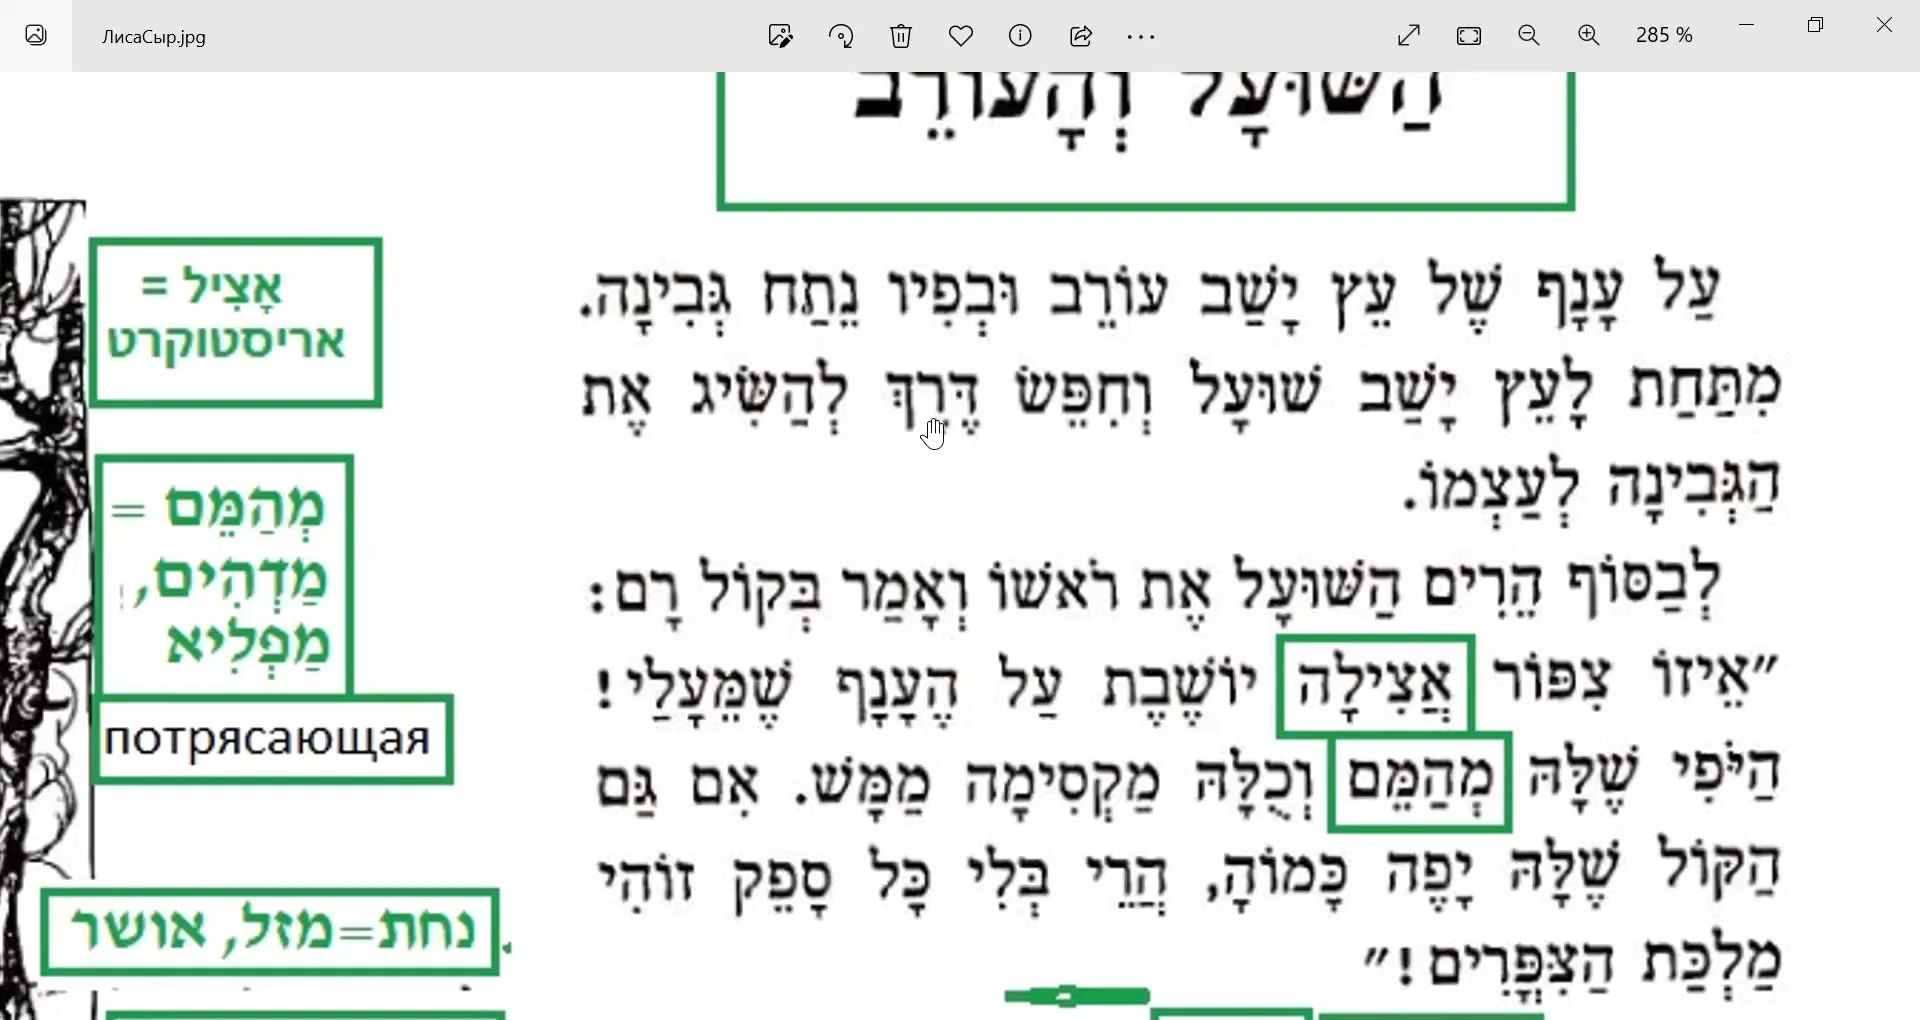 ЛисаСыр.jpg
285 %
הַשּׁוּעָל וְהָעוֹרֵב
עַל עָנָף שֶׁל עֵץ יָשַׁב עוֹרֵב וּבְפִיו נֵתַח גְּבִינָה.
מִתַּחַת לָעֵץ יָשַׁב שׁוּעָל וְחִפֵּשׂ דֶּרֶךְ לְהַשִּׂיג אֶת
הַגְּבִינָה לְעַצְמוֹ.
לְבַסּוֹף הֵרִים הַשּׁוּעָל אֶת רֹאשׁוֹ וְאָמַר בְּקוֹל רָם:
"אֵיזוֹ צִפּוֹר אֲצִילָה יוֹשֶׁבֶת עַל הֶעָנָף שֶׁמֵּעָלַי!
הַיֹּפִי שֶׁלָּהּ מְהַמֵּם וְכֻלָּהּ מַקְסִימָה מַמָּשׁ. אִם גַּם
הַקּוֹל שֶׁלָּהּ יָפֶה כָּמוֹהָ, הֲרֵי בְּלִי כָּל סָפֵק זוֹהִי
מַלְכַּת הַצִּפֳּרִים!"
אָצִיל =
אריסטוקרט
מְהַמֵּם =
מַדְהִים,
מַפְלִיא
потрясающая
נחת=מזל, אושר